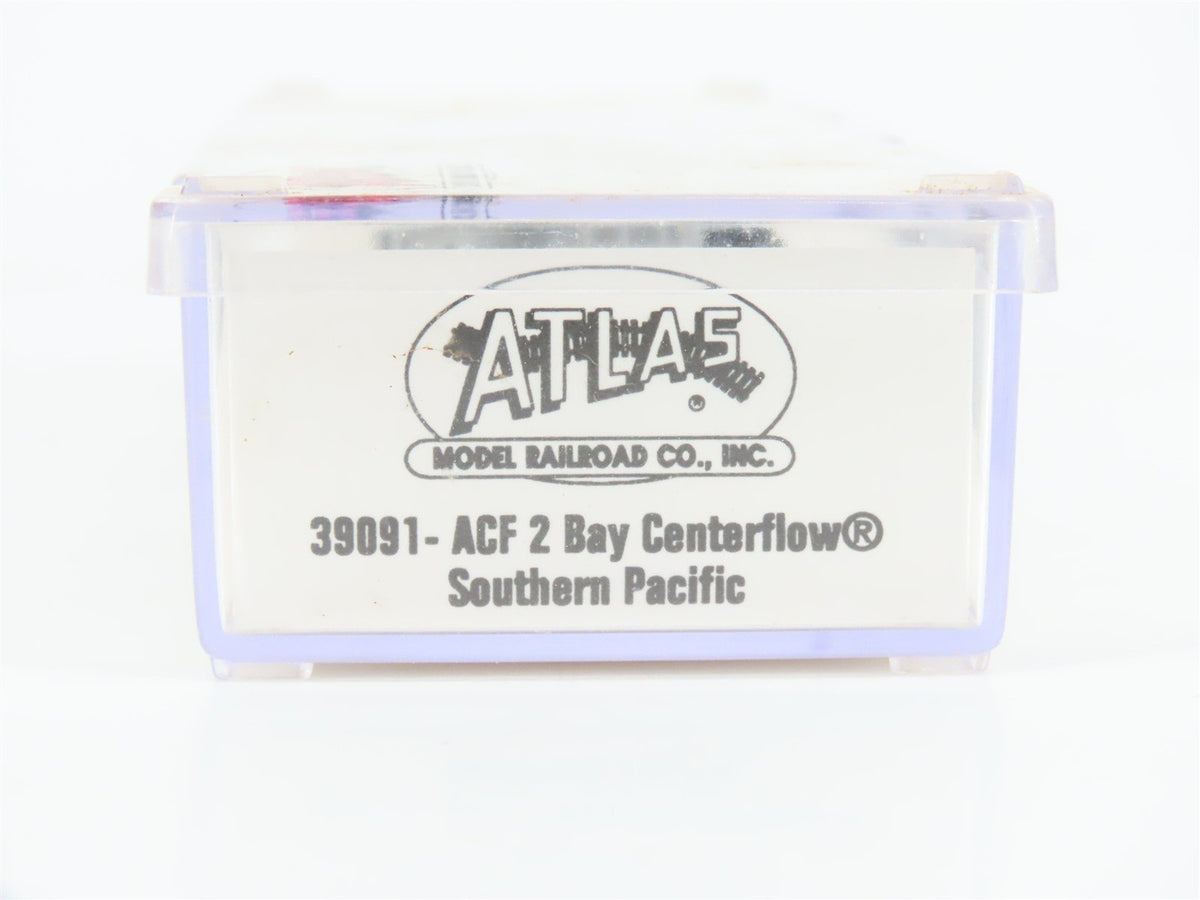 ATLAS
MODEL RAILROAD CO., INC.
39091- ACF 2 Bay Centerflow®
Southern Pacific